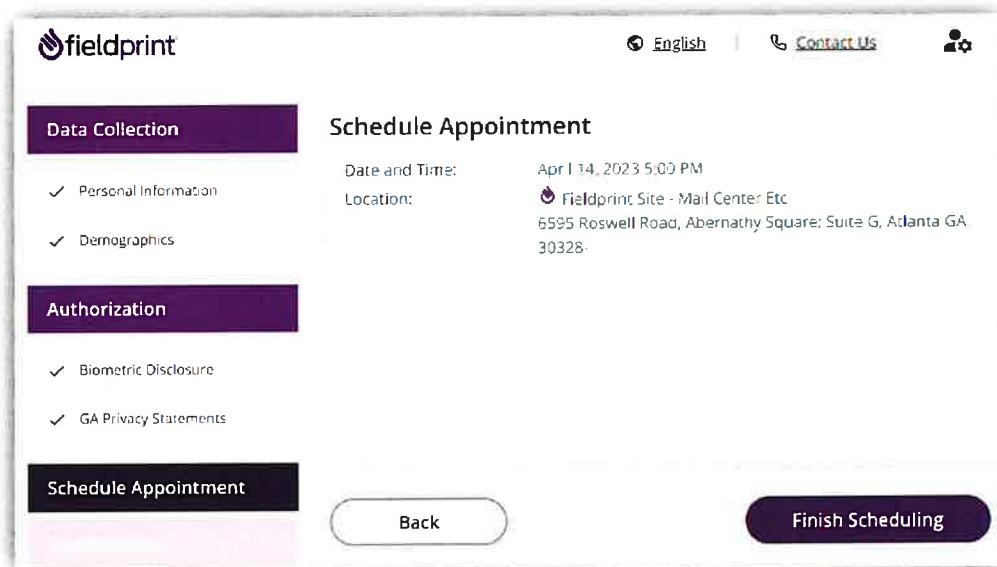 fieldprint
English
Contact Us
Data Collection
Personal Information
Demographics
Authorization
Biometric Disclosure
GA Privacy Statements
Schedule Appointment
Schedule Appointment
Date and Time: April 14, 2023 5:00 PM
Location: Fieldprint Site - Mail Center Etc
6595 Roswell Road, Abernathy Square: Suite G, Atlanta GA
30328-
Back
Finish Scheduling